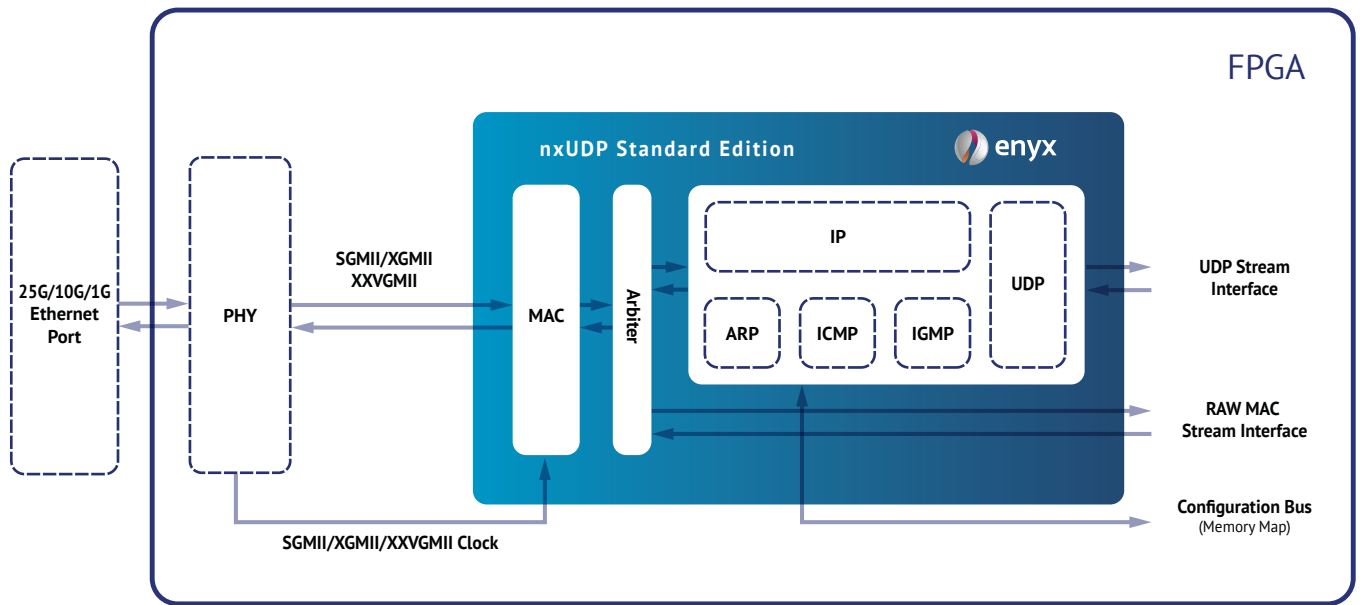 FPGA
nxUDP Standard Edition
enyx
25G/10G/1G
Ethernet
Port
PHY
SGMII/XGMII
XXVGMII
MAC
Arbiter
IP
ARP
ICMP
IGMP
UDP
UDP Stream
Interface
RAW MAC
Stream Interface
Configuration Bus
(Memory Map)
SGMII/XGMII/XXVGMII Clock